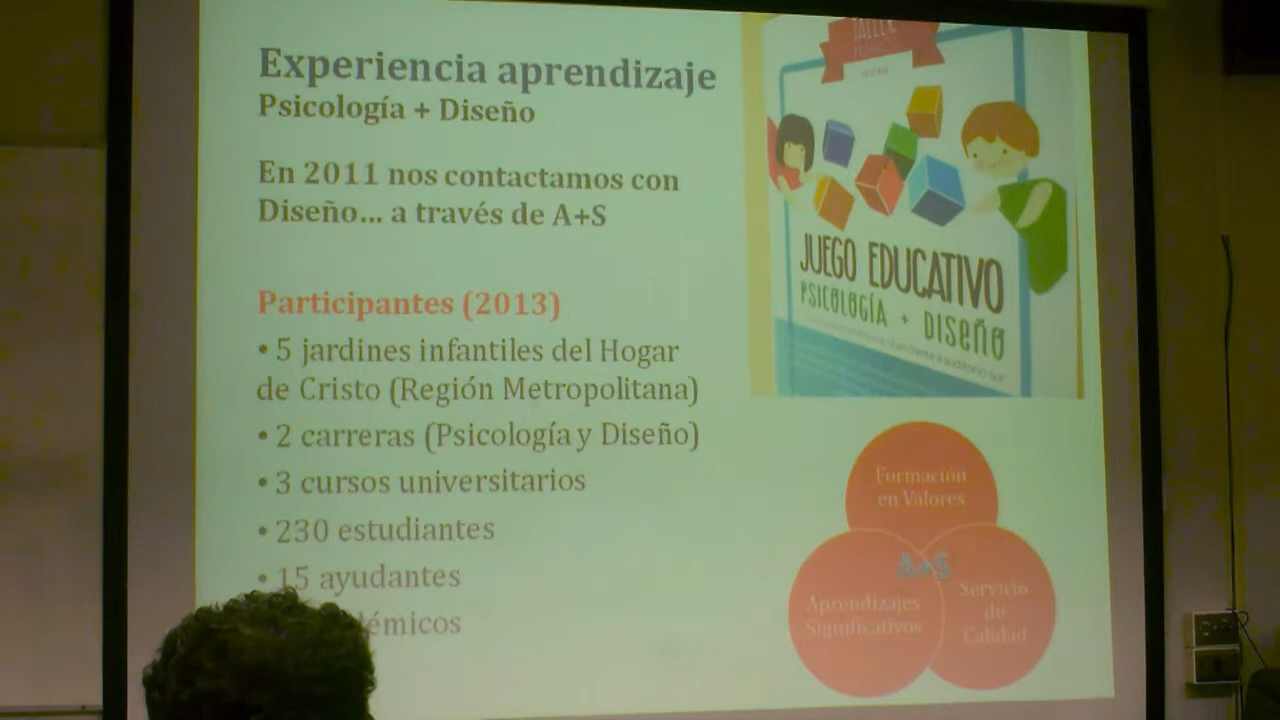 Experiencia aprendizaje
Psicología + Diseño
En 2011 nos contactamos con
Diseño... a través de A+S
Participantes (2013)
• 5 jardines infantiles del Hogar
de Cristo (Región Metropolitana)
• 2 carreras (Psicología y Diseño)
• 3 cursos universitarios
• 230 estudiantes
• 15 ayudantes
émicos
JUEGO EDUCATIVO
PSICOLOGÍA + DISEÑO
Formación
en Valores
A+S
Aprendizajes
Significativos
Servicio
de
Calidad